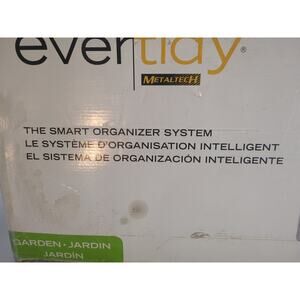 evertidy®
METALTECH
THE SMART ORGANIZER SYSTEM
LE SYSTÈME D'ORGANISATION INTELLIGENT
EL SISTEMA DE ORGANIZACIÓN INTELIGENTE
GARDEN • JARDIN
JARDÍN